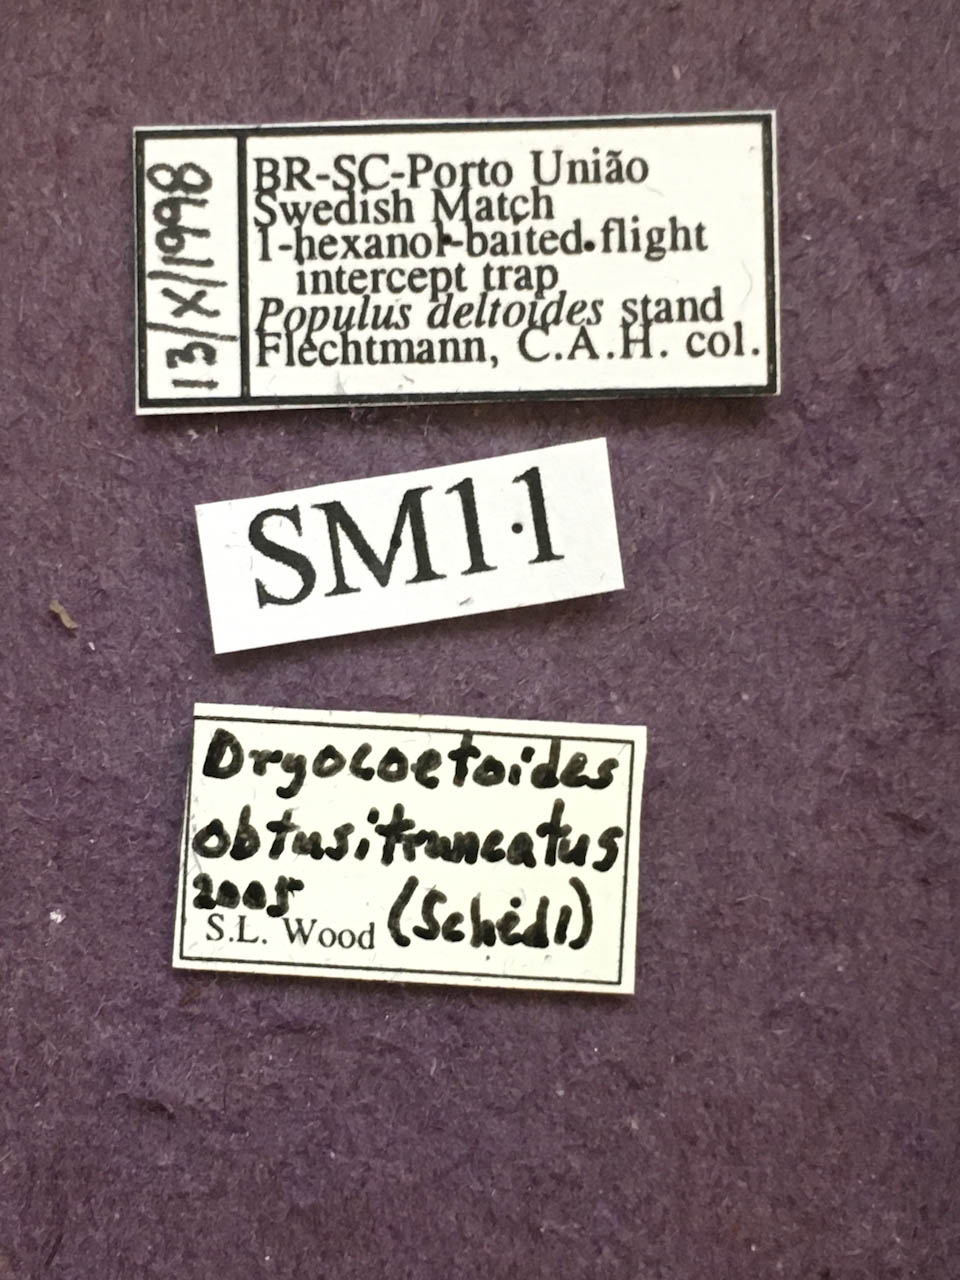 13/X/1998
BR-SC-Porto União
Swedish Match
1-hexanol-baited flight
intercept trap
Populus deltoides stand
Flechtmann, C.A.H. col.
SM11
Dryocoetoides
obtusitruncatus
2005 (Schedl)
S.L. Wood